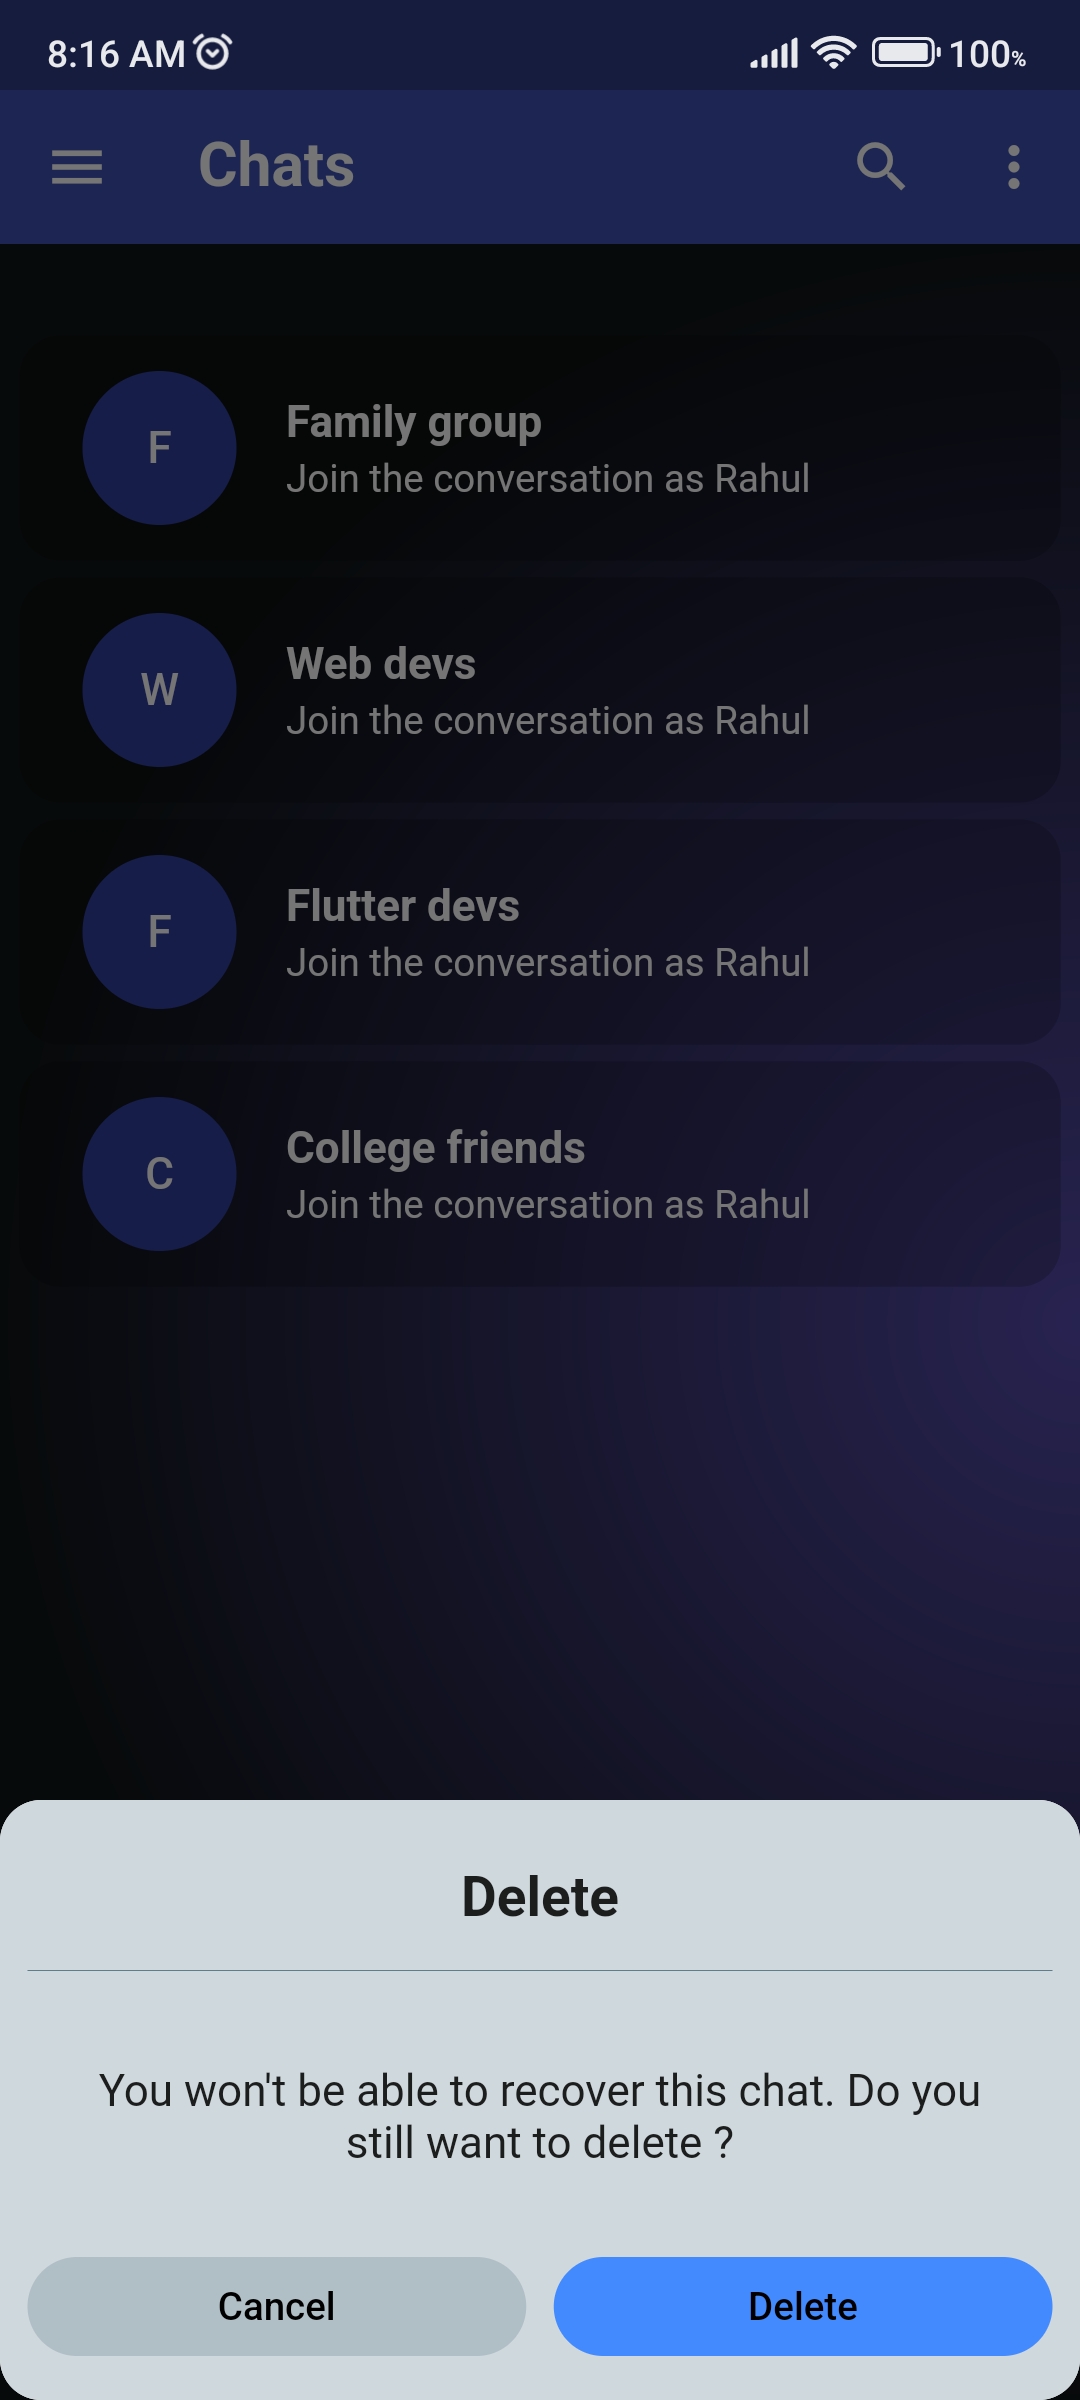 8:16 AM 100%
Chats
F
Family group
Join the conversation as Rahul
W
Web devs
Join the conversation as Rahul
F
Flutter devs
Join the conversation as Rahul
C
College friends
Join the conversation as Rahul
Delete
You won't be able to recover this chat. Do you
still want to delete ?
Cancel Delete